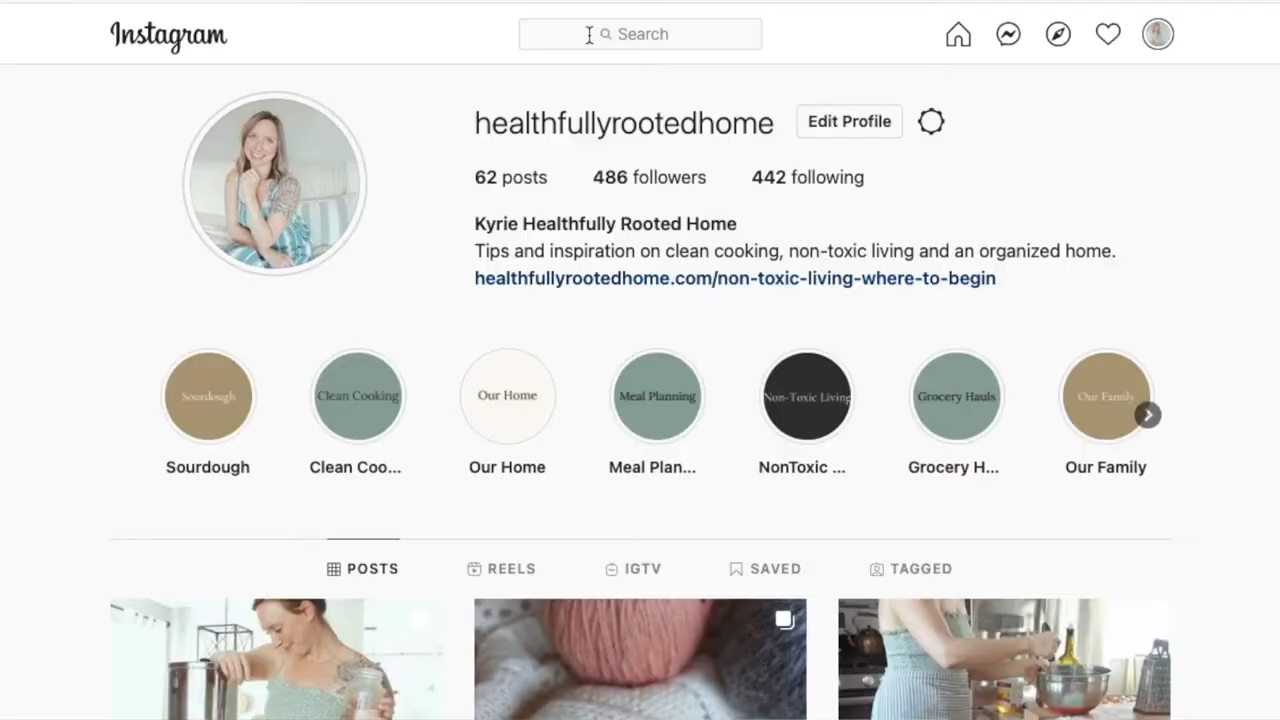 Instagram
Search
healthfullyrootedhome
Edit Profile
62 posts
486 followers
442 following
Kyrie Healthfully Rooted Home
Tips and inspiration on clean cooking, non-toxic living and an organized home.
healthfullyrootedhome.com/non-toxic-living-where-to-begin
Sourdough
Clean Cooking
Our Home
Meal Planning
Non-Toxic Living
Grocery Hauls
Our Family
Sourdough
Clean Coo...
Our Home
Meal Plan...
NonToxic ...
Grocery H...
Our Family
POSTS
REELS
IGTV
SAVED
TAGGED